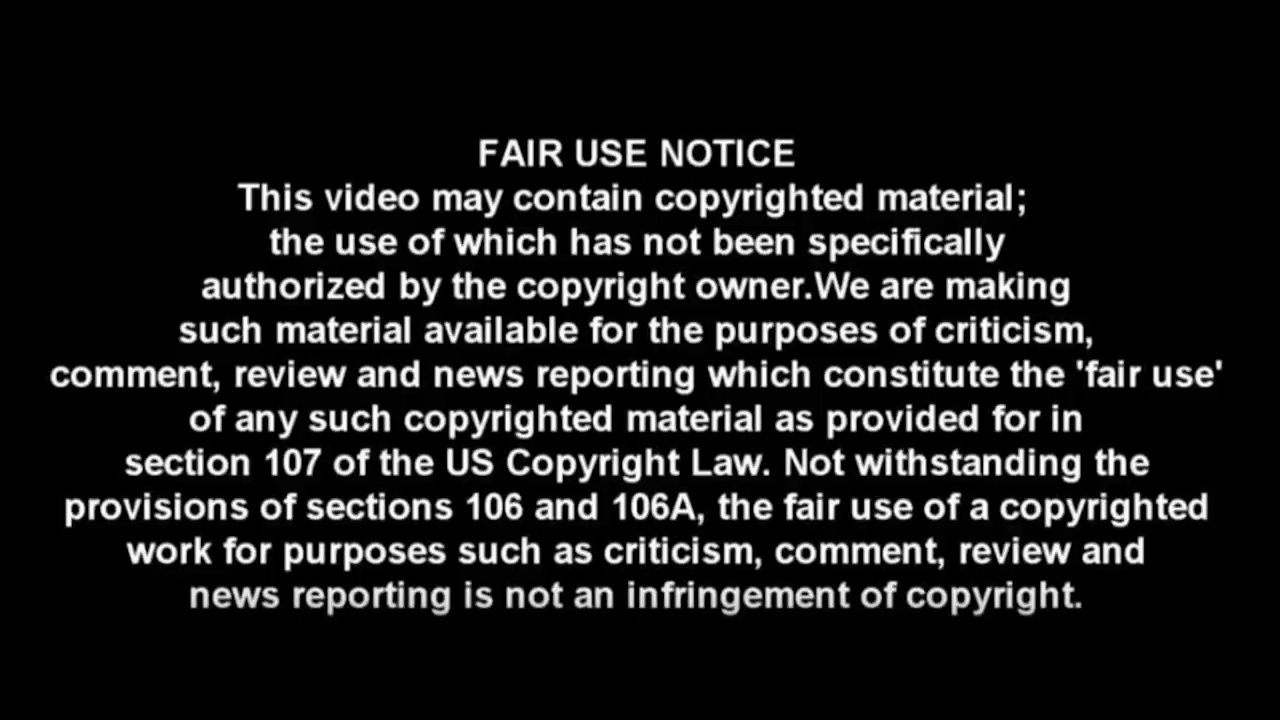 FAIR USE NOTICE
This video may contain copyrighted material;
the use of which has not been specifically
authorized by the copyright owner.We are making
such material available for the purposes of criticism,
comment, review and news reporting which constitute the 'fair use'
of any such copyrighted material as provided for in
section 107 of the US Copyright Law. Not withstanding the
provisions of sections 106 and 106A, the fair use of a copyrighted
work for purposes such as criticism, comment, review and
news reporting is not an infringement of copyright.